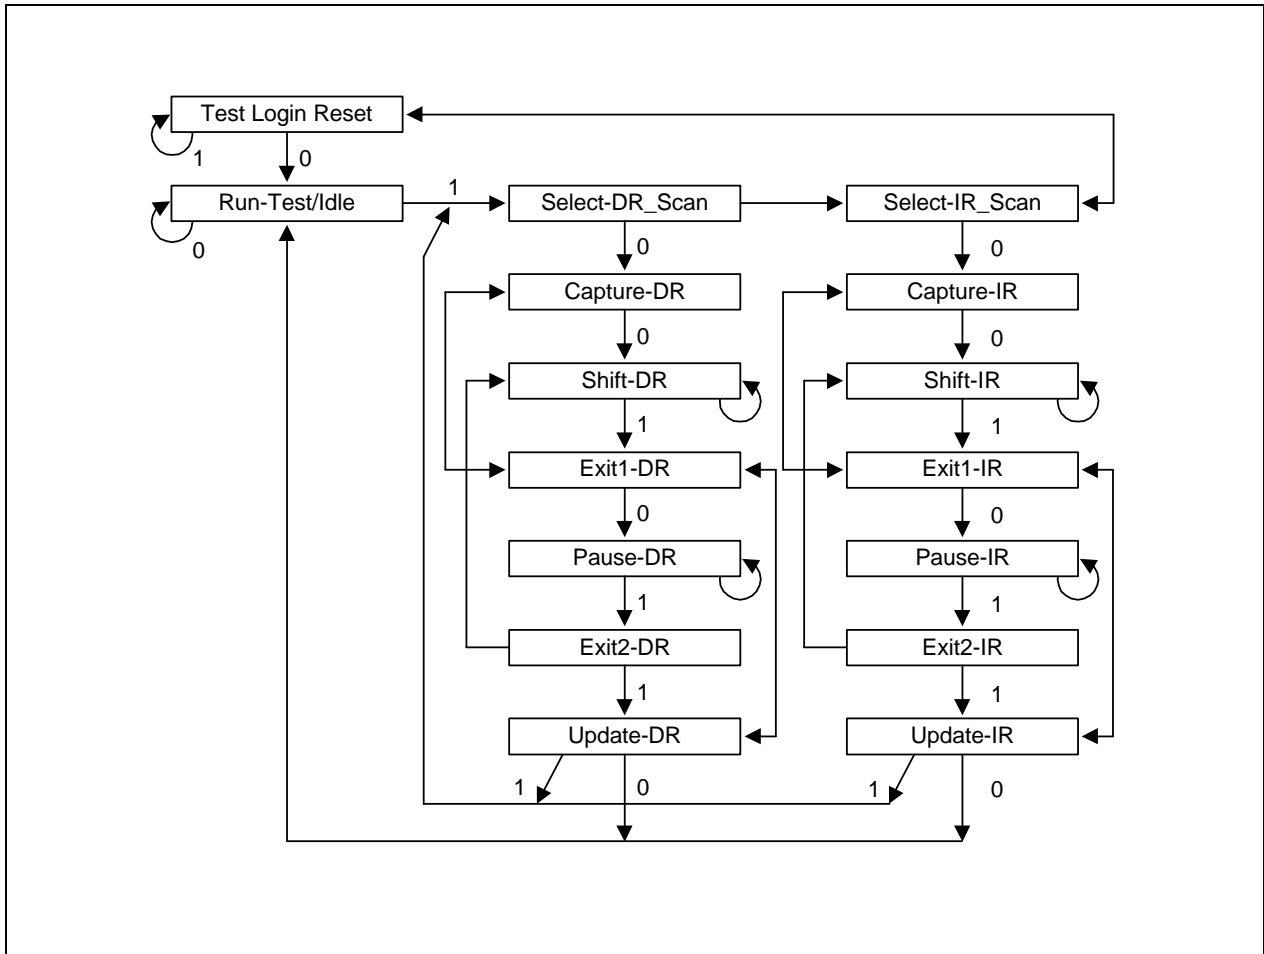 Test Login Reset
1
0
Run-Test/Idle
1
Select-DR_Scan
Select-IR_Scan
0
0
0
Capture-DR
Capture-IR
0
0
Shift-DR
Shift-IR
1
1
Exit1-DR
Exit1-IR
0
0
Pause-DR
Pause-IR
1
1
Exit2-DR
Exit2-IR
1
1
Update-DR
Update-IR
1
0
1
0